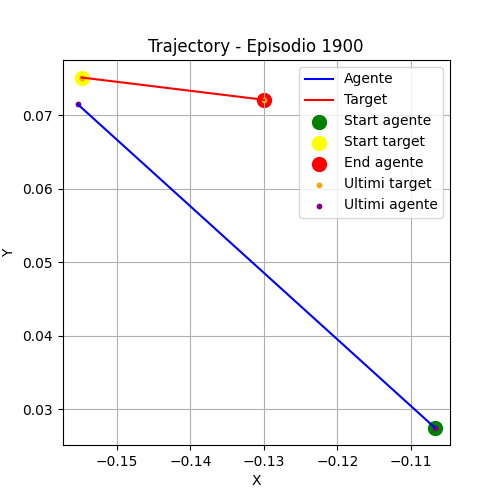 Trajectory - Episodio 1900
Agente
Target
Start agente
Start target
End agente
Ultimi target
Ultimi agente
0.07
0.06
0.05
0.04
0.03
Y
−0.15
−0.14
−0.13
−0.12
−0.11
X